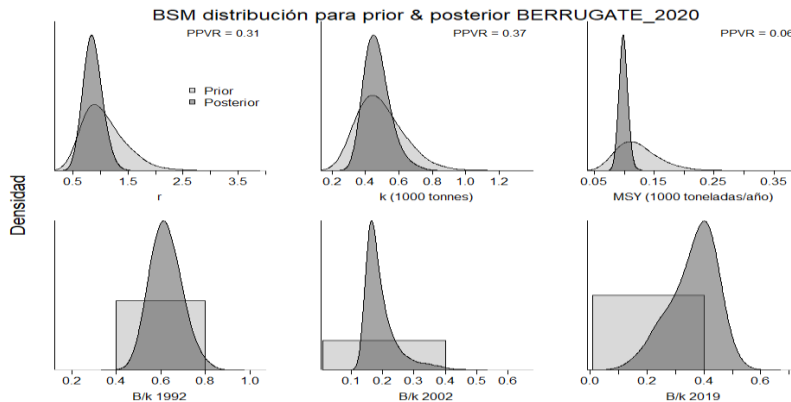 BSM distribución para prior & posterior BERRUGATE_2020
PPVR = 0.31
PPVR = 0.37
PPVR = 0.06
Prior
Posterior
Densidad
0.5 1.5 2.5 3.5
r
0.2 0.4 0.6 0.8 1.0 1.2
k (1000 tonnes)
0.05 0.15 0.25 0.35
MSY (1000 toneladas/año)
0.2 0.4 0.6 0.8 1.0
B/k 1992
0.1 0.2 0.3 0.4 0.5 0.6
B/k 2002
0.0 0.2 0.4 0.6
B/k 2019